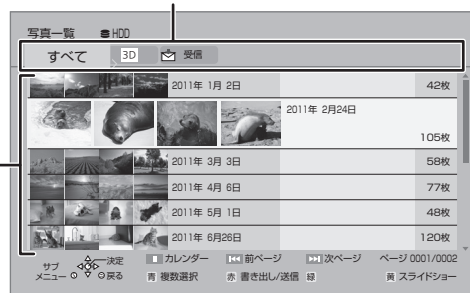 写真一覧 HDD
すべて 3D 受信
2011年 1月 2日 42枚
2011年 2月24日
105枚
2011年 3月 3日 58枚
2011年 4月 6日 77枚
2011年 5月 1日 48枚
2011年 6月26日 120枚
サブ
メニュー 決定
戻る
カレンダー 前ページ 次ページ ページ 0001/0002
青 複数選択 赤 書き出し/送信 緑 黄 スライドショー